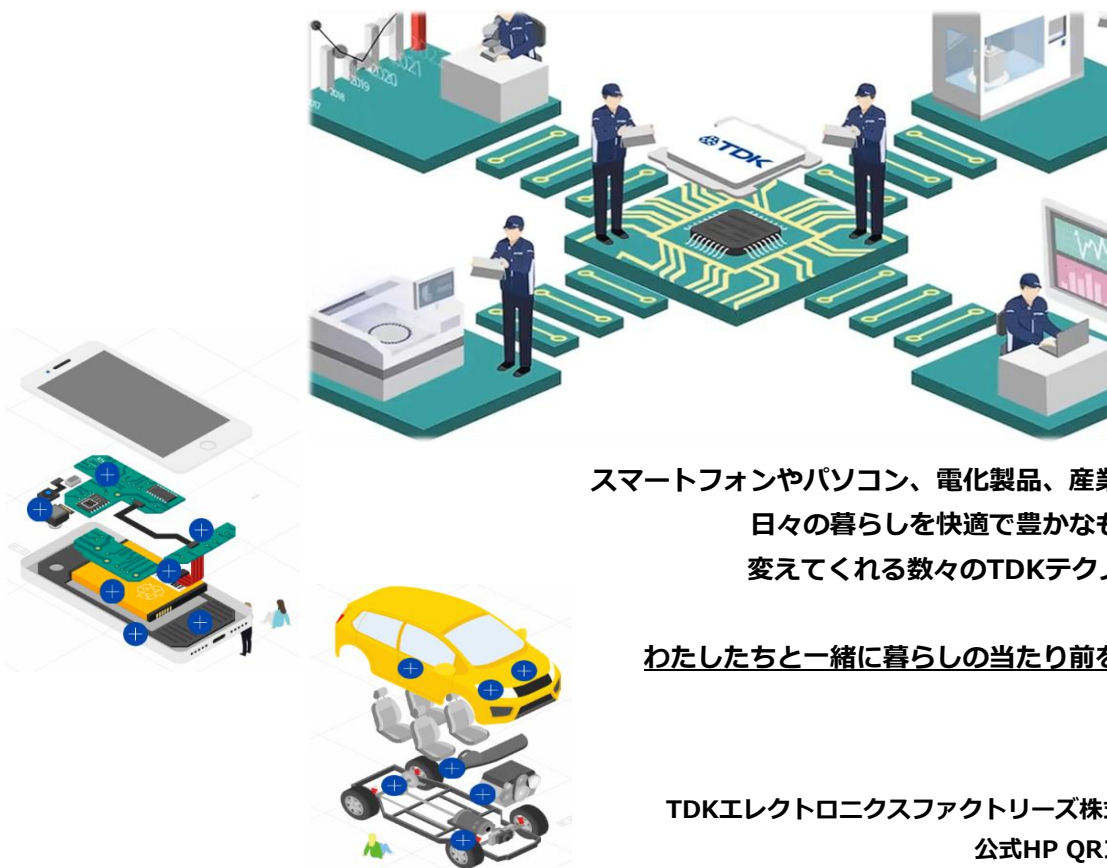 2017
2018
2019
2020
2021
TDK
スマートフォンやパソコン、電化製品、産業
日々の暮らしを快適で豊かなも
変えてくれる数々のTDKテクノ
わたしたちと一緒に暮らしの当たり前を
TDKエレクトロニクスファクトリーズ株式
公式HP QR